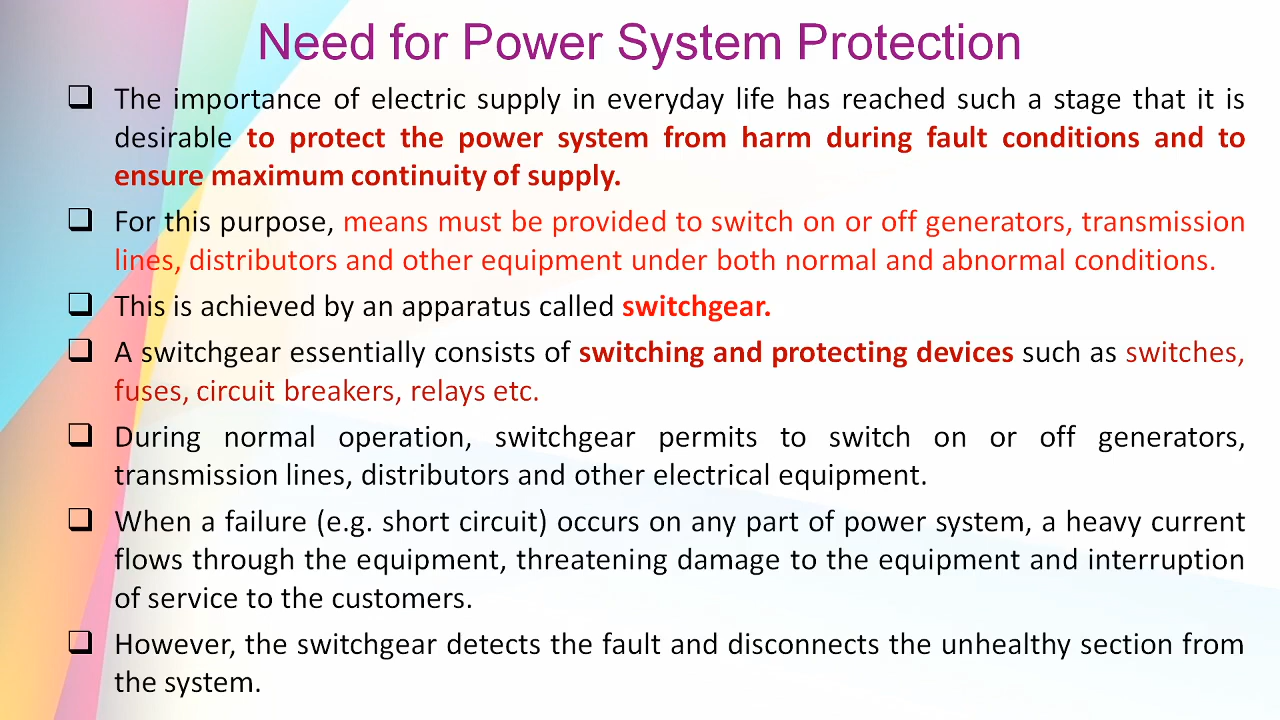 Need for Power System Protection
❑ The importance of electric supply in everyday life has reached such a stage that it is
desirable to protect the power system from harm during fault conditions and to
ensure maximum continuity of supply.
❑ For this purpose, means must be provided to switch on or off generators, transmission
lines, distributors and other equipment under both normal and abnormal conditions.
❑ This is achieved by an apparatus called switchgear.
❑ A switchgear essentially consists of switching and protecting devices such as switches,
fuses, circuit breakers, relays etc.
❑ During normal operation, switchgear permits to switch on or off generators,
transmission lines, distributors and other electrical equipment.
❑ When a failure (e.g. short circuit) occurs on any part of power system, a heavy current
flows through the equipment, threatening damage to the equipment and interruption
of service to the customers.
❑ However, the switchgear detects the fault and disconnects the unhealthy section from
the system.